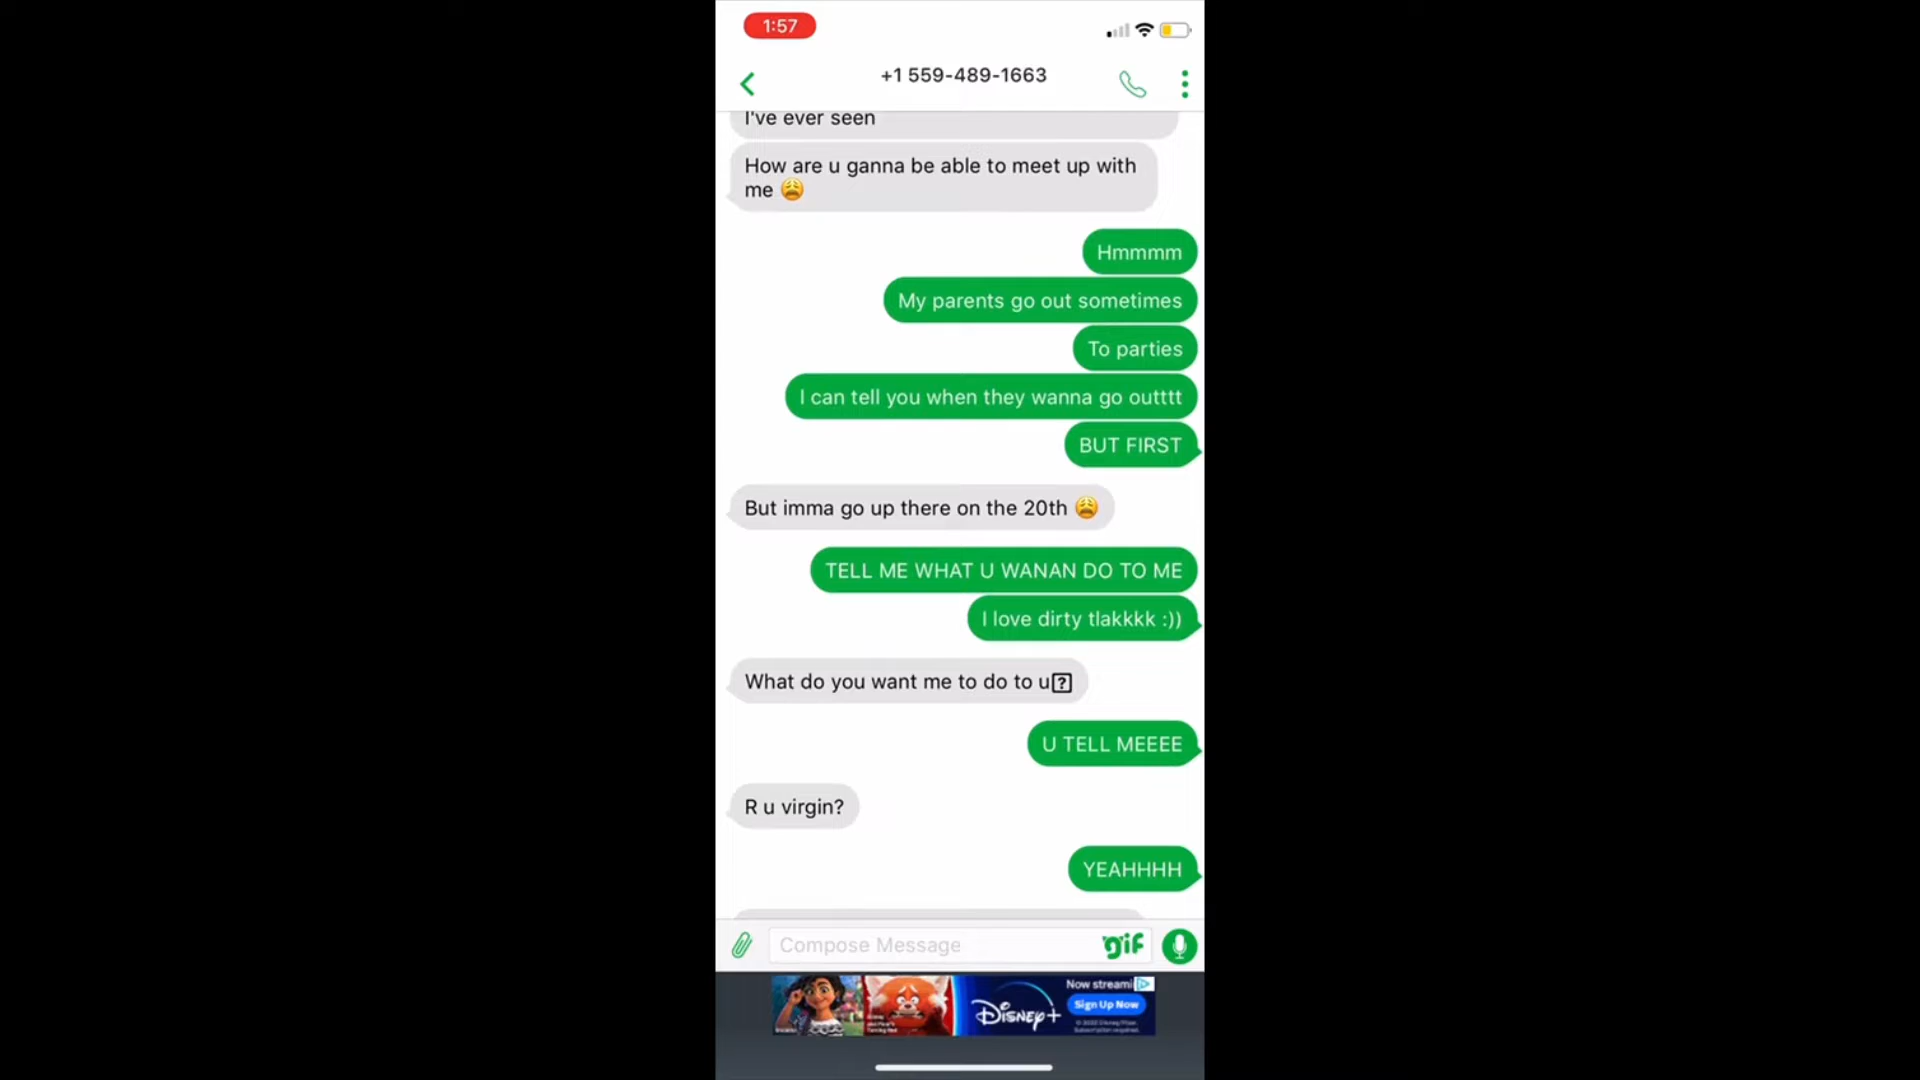 1:57
+1 559-489-1663
I've ever seen
How are u ganna be able to meet up with
me 😩
Hmmmm
My parents go out sometimes
To parties
I can tell you when they wanna go outttt
BUT FIRST
But imma go up there on the 20th 😩
TELL ME WHAT U WANAN DO TO ME
I love dirty tlakkkk :))
What do you want me to do to u⍰
U TELL MEEEE
R u virgin?
YEAHHHH
Compose Message
gif
Now streami
Disney+
Sign Up Now